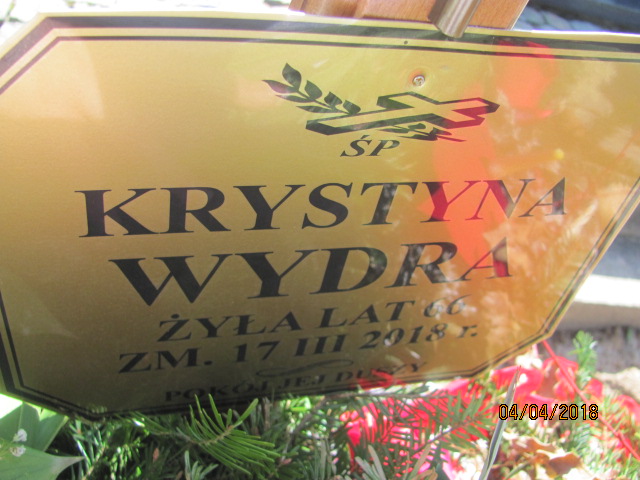 ŚP
KRYSTYNA
WYDRA
ŻYŁA LAT 66
ZM. 17 III 2018 r.
POKÓJ JEJ DUSZY
04/04/2018